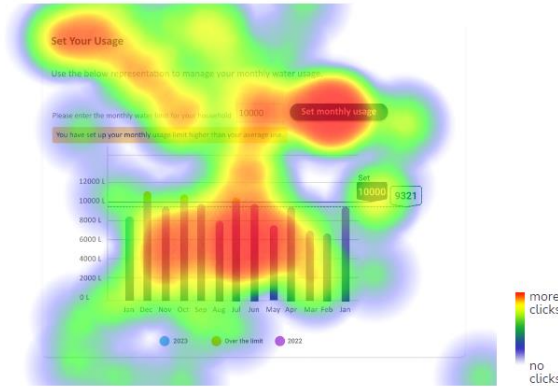 Set Your Usage
Use the below representation to manage your monthly water usage
Please enter the monthly water limit for your household 10000 Set monthly usage
You have set up your monthly usage limit higher than your average use.
Set
10000 9321
12000 L
10000 L
8000 L
6000 L
4000 L
2000 L
0 L
Jan Dec Nov Oct Sep Aug Jul Jun May Apr Mar Feb Jan
2023 Over the limit 2022
more
clicks
no
clicks